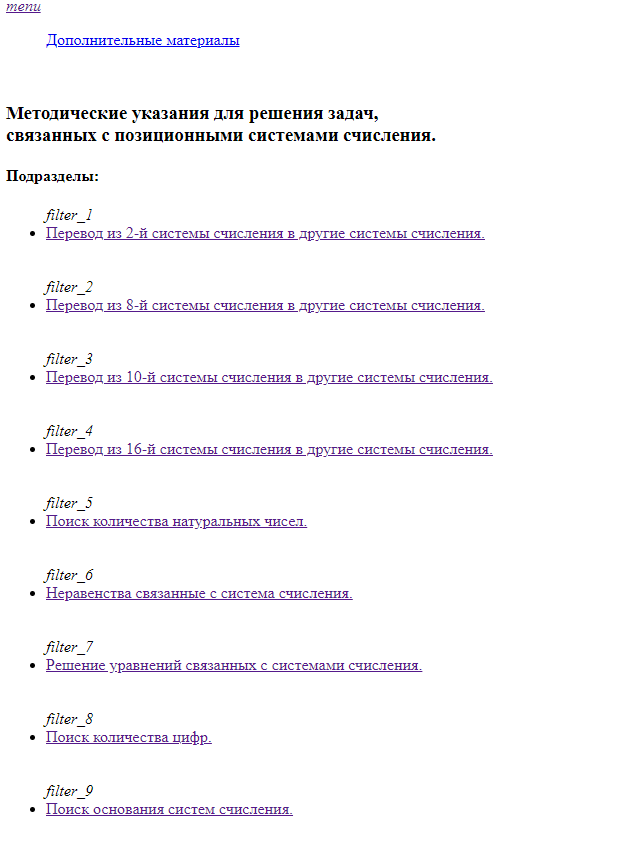 menu
Дополнительные материалы
Методические указания для решения задач,
связанных с позиционными системами счисления.
Подразделы:
filter_1
Перевод из 2-й системы счисления в другие системы счисления.
filter_2
Перевод из 8-й системы счисления в другие системы счисления.
filter_3
Перевод из 10-й системы счисления в другие системы счисления.
filter_4
Перевод из 16-й системы счисления в другие системы счисления.
filter_5
Поиск количества натуральных чисел.
filter_6
Неравенства связанные с система счисления.
filter_7
Решение уравнений связанных с системами счисления.
filter_8
Поиск количества цифр.
filter_9
Поиск основания систем счисления.